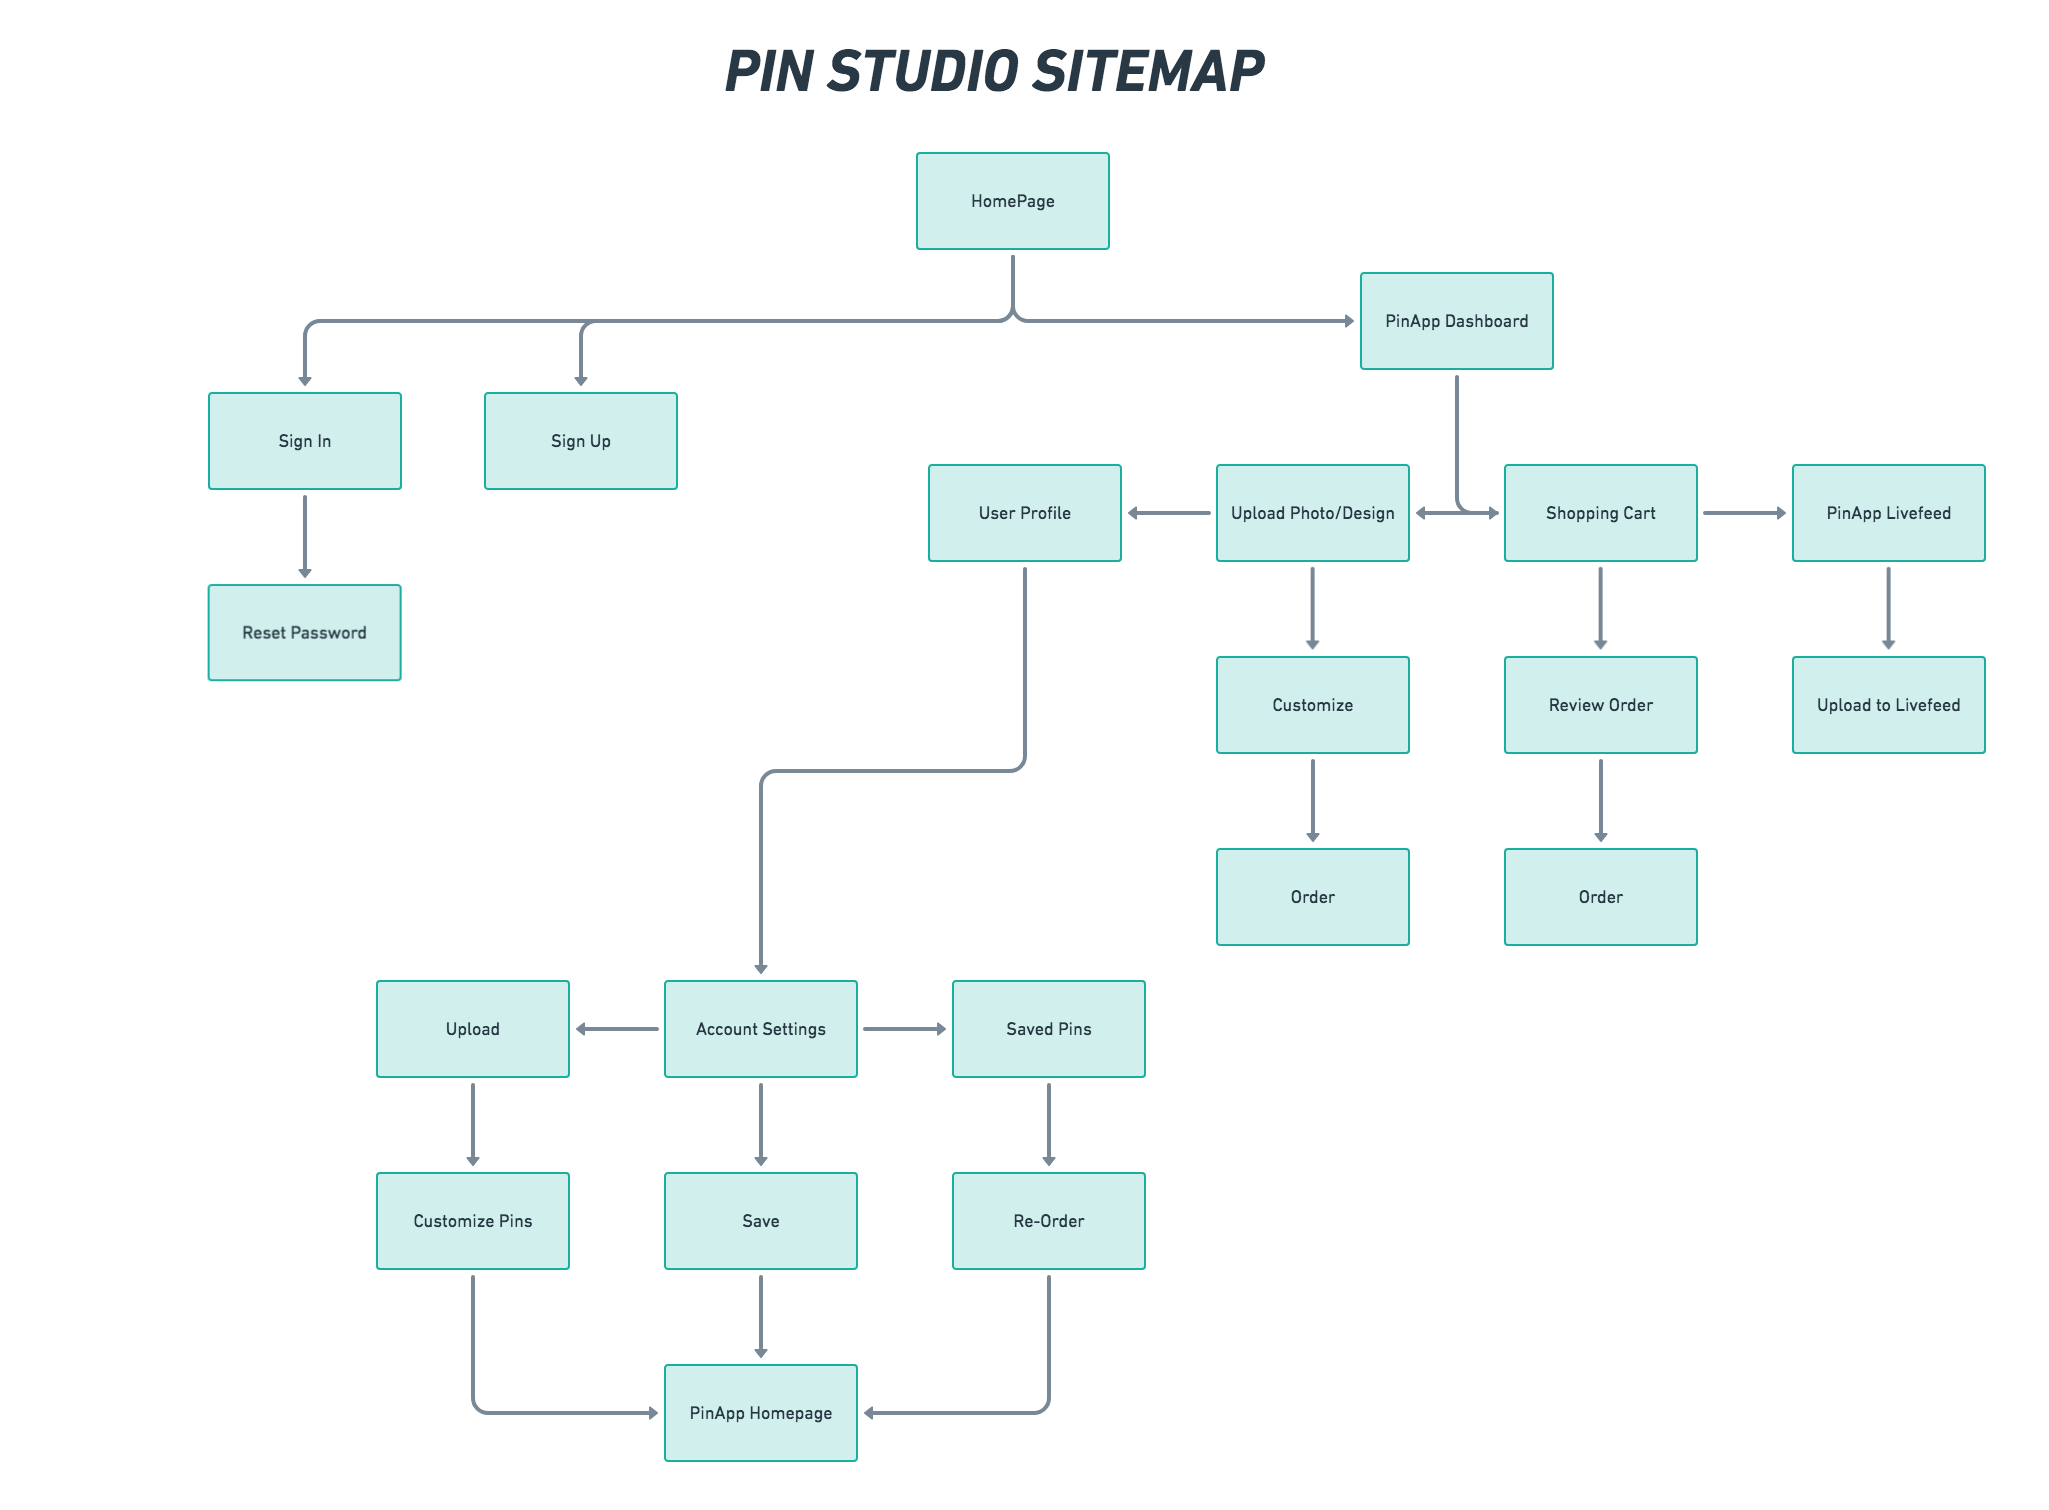 PIN STUDIO SITEMAP
HomePage
PinApp Dashboard
Sign In
Sign Up
User Profile
Upload Photo/Design
Shopping Cart
PinApp Livefeed
Reset Password
Customize
Review Order
Upload to Livefeed
Order
Order
Upload
Account Settings
Saved Pins
Customize Pins
Save
Re-Order
PinApp Homepage